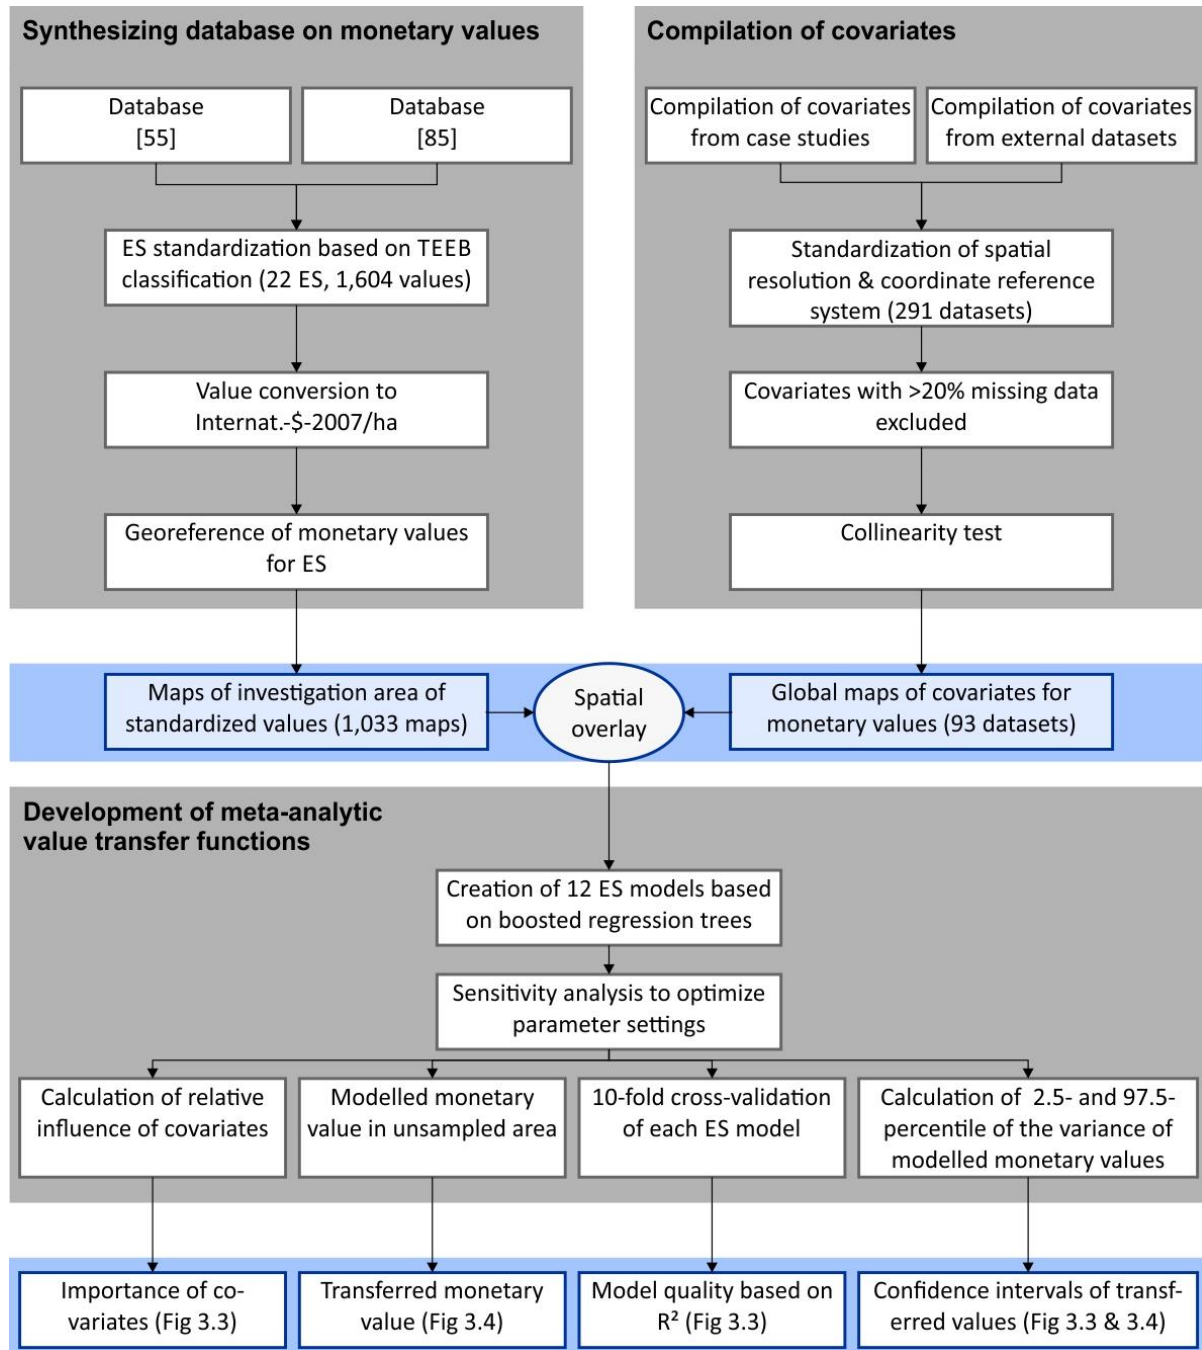 Synthesizing database on monetary values
Database
[55]
Database
[85]
ES standardization based on TEEB
classification (22 ES, 1,604 values)
Value conversion to
Internat.-$-2007/ha
Georeference of monetary values
for ES
Compilation of covariates
Compilation of covariates
from case studies
Compilation of covariates
from external datasets
Standardization of spatial
resolution & coordinate reference
system (291 datasets)
Covariates with >20% missing data
excluded
Collinearity test
Maps of investigation area of
standardized values (1,033 maps)
Spatial
overlay
Global maps of covariates for
monetary values (93 datasets)
Development of meta-analytic
value transfer functions
Creation of 12 ES models based
on boosted regression trees
Sensitivity analysis to optimize
parameter settings
Calculation of relative
influence of covariates
Modelled monetary
value in unsampled area
10-fold cross-validation
of each ES model
Calculation of 2.5- and 97.5-
percentile of the variance of
modelled monetary values
Importance of co-
variates (Fig 3.3)
Transferred monetary
value (Fig 3.4)
Model quality based on
R² (Fig 3.3)
Confidence intervals of transf-
erred values (Fig 3.3 & 3.4)